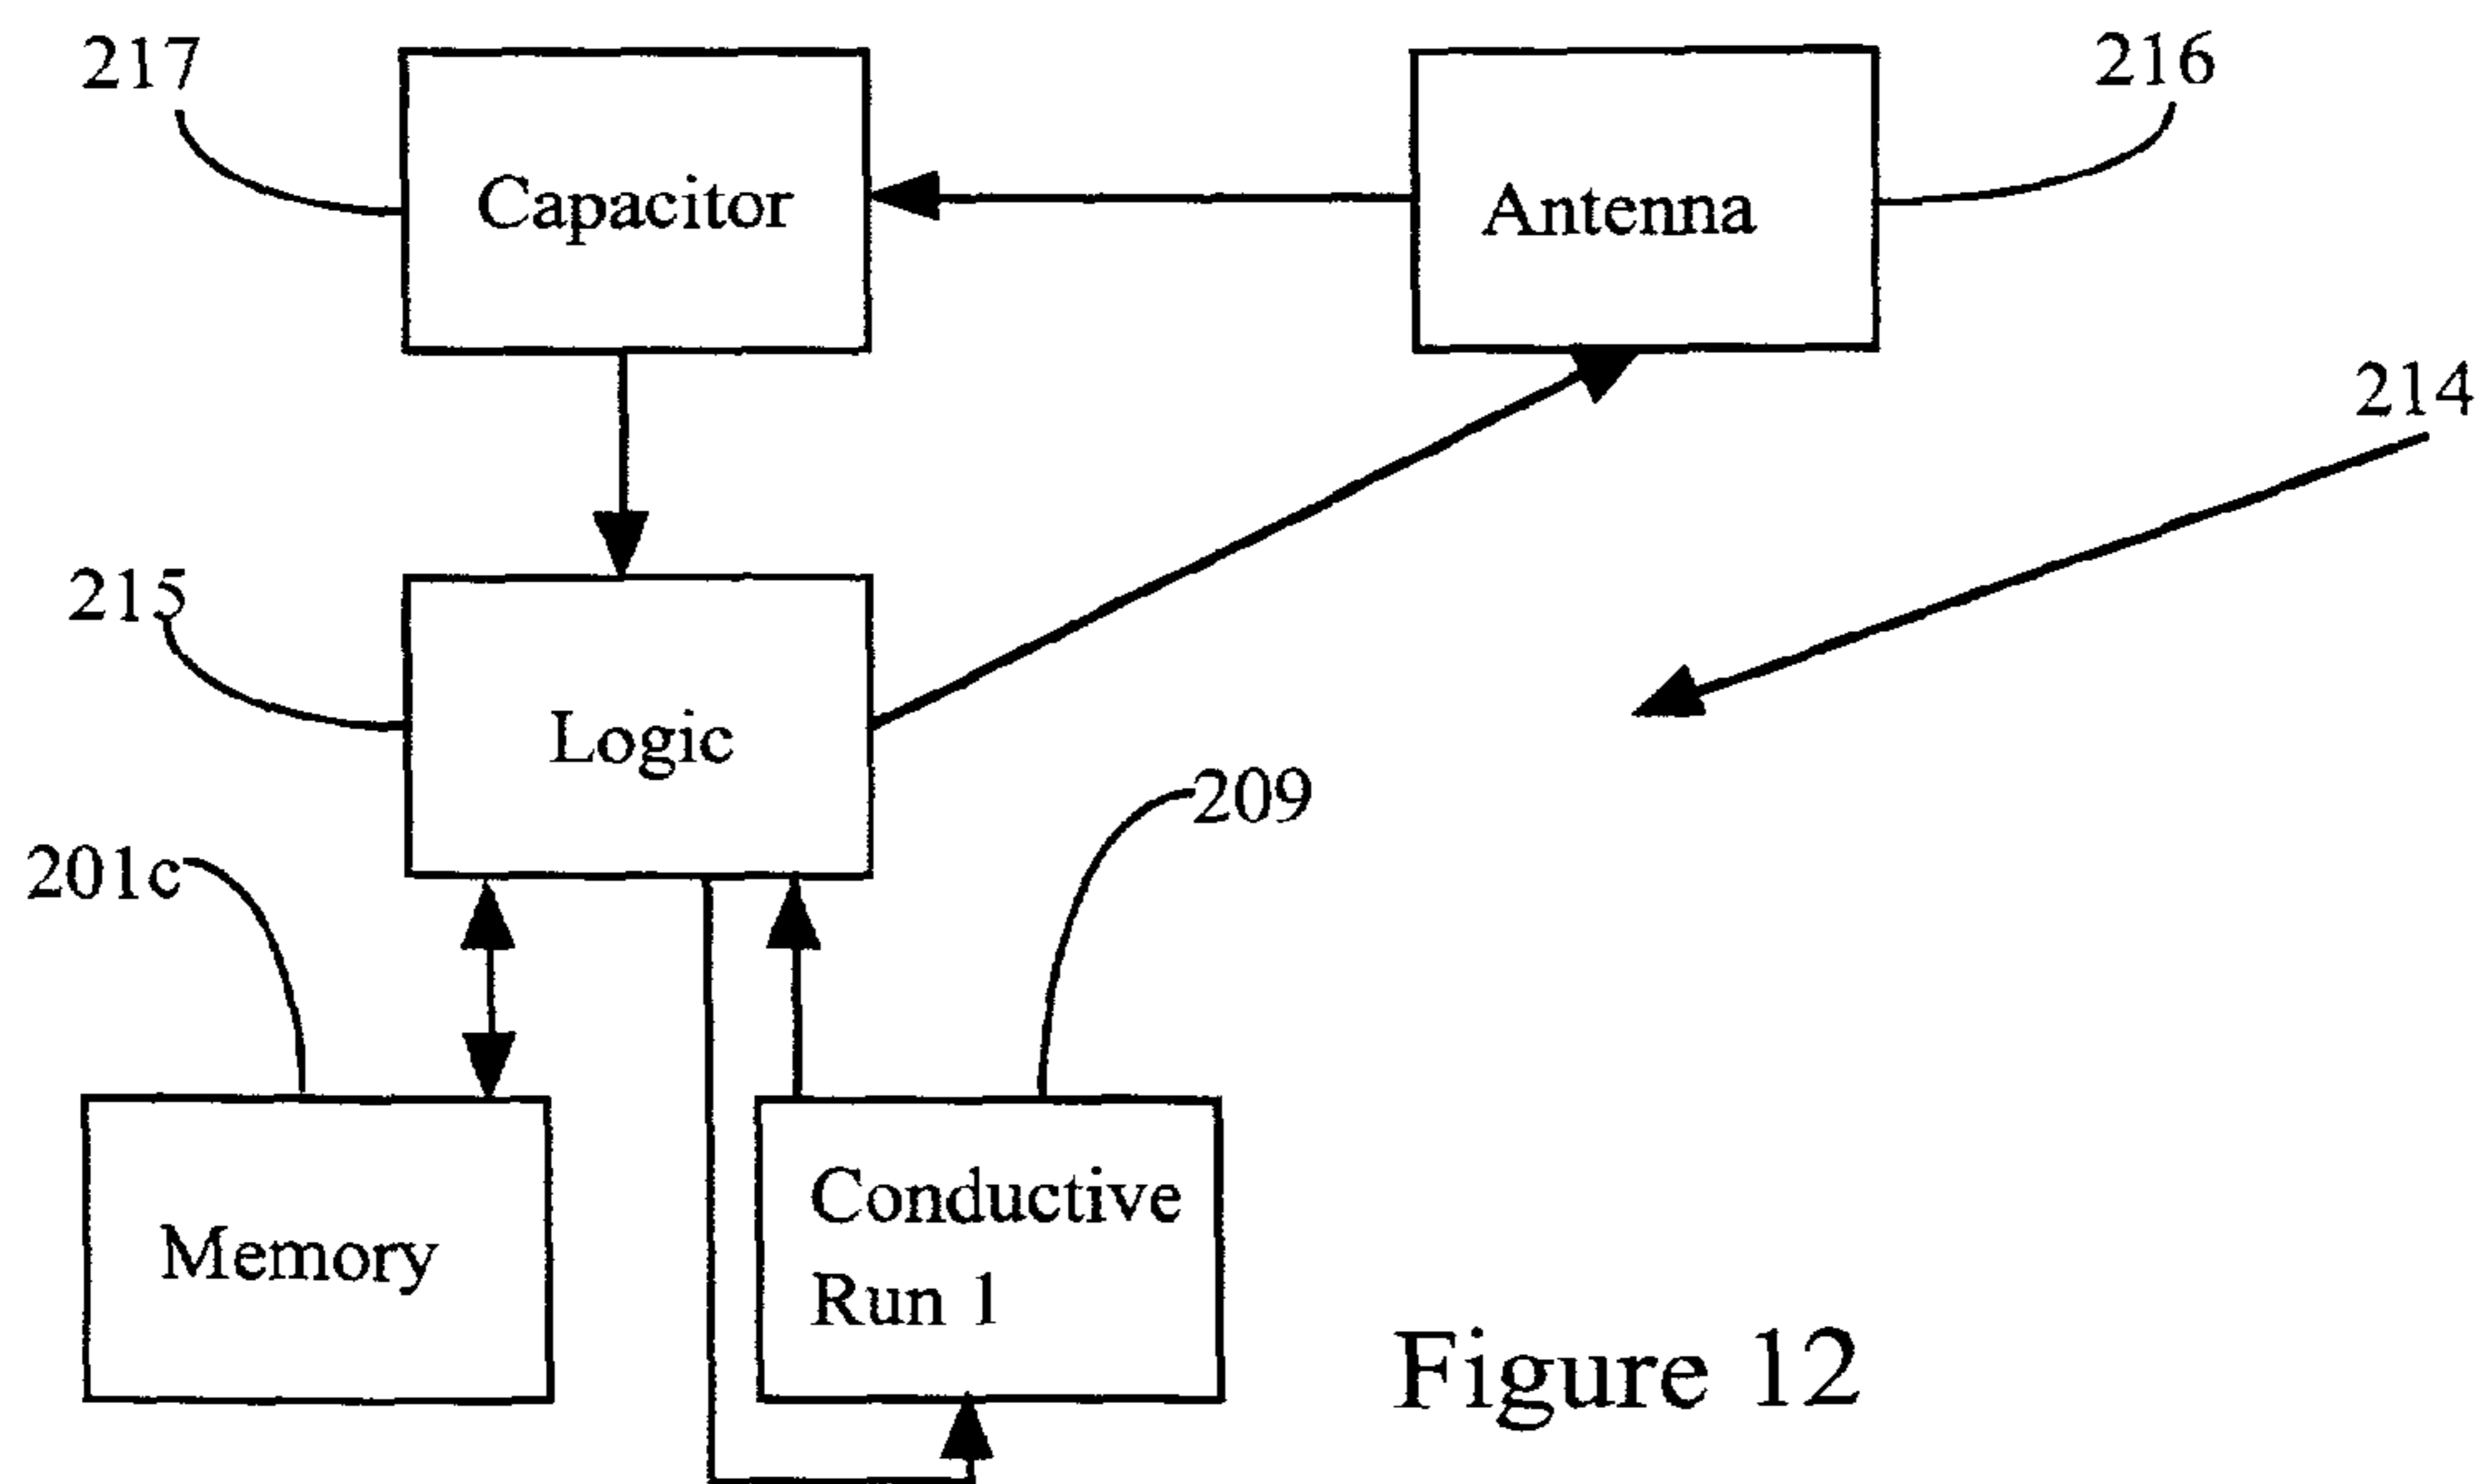 217
Capacitor
Antenna
216
214
215
Logic
209
201c
Memory
Conductive
Run 1
Figure 12